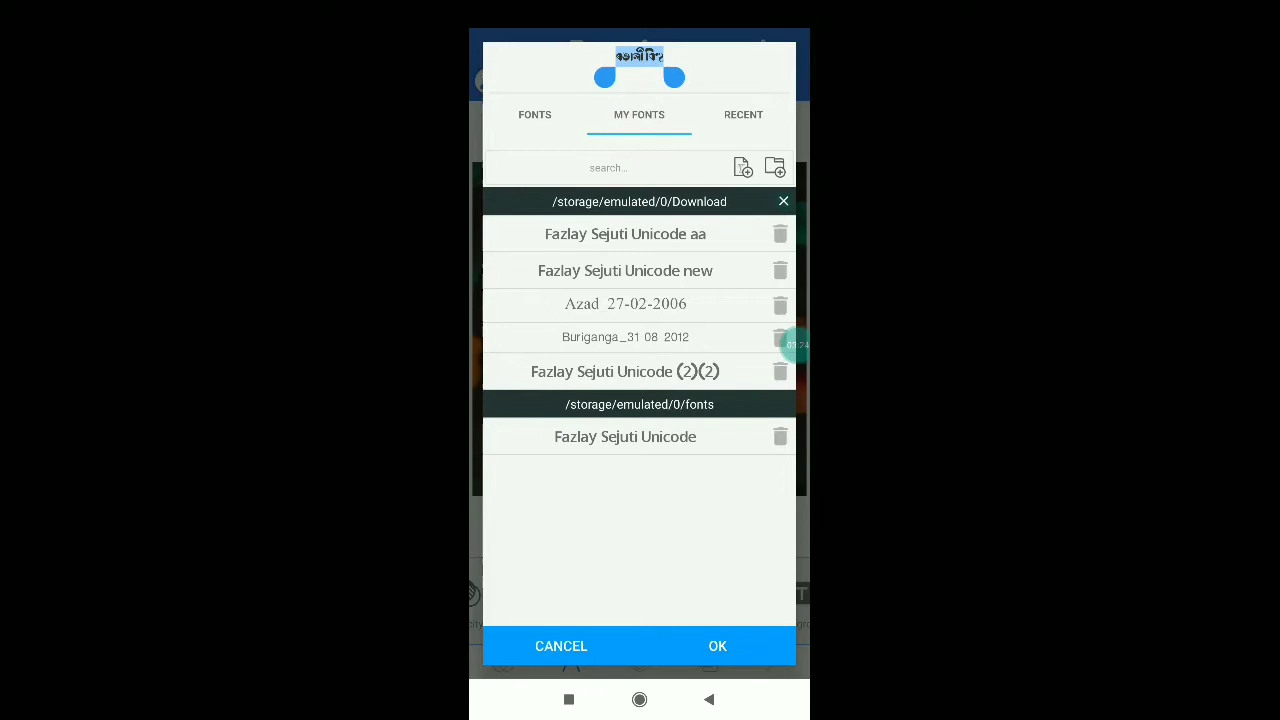 FONTS
MY FONTS
RECENT
search...
/storage/emulated/0/Download
Fazlay Sejuti Unicode aa
Fazlay Sejuti Unicode new
Azad 27-02-2006
Buriganga_31 08 2012
03:24
Fazlay Sejuti Unicode (2)(2)
/storage/emulated/0/fonts
Fazlay Sejuti Unicode
CANCEL
OK